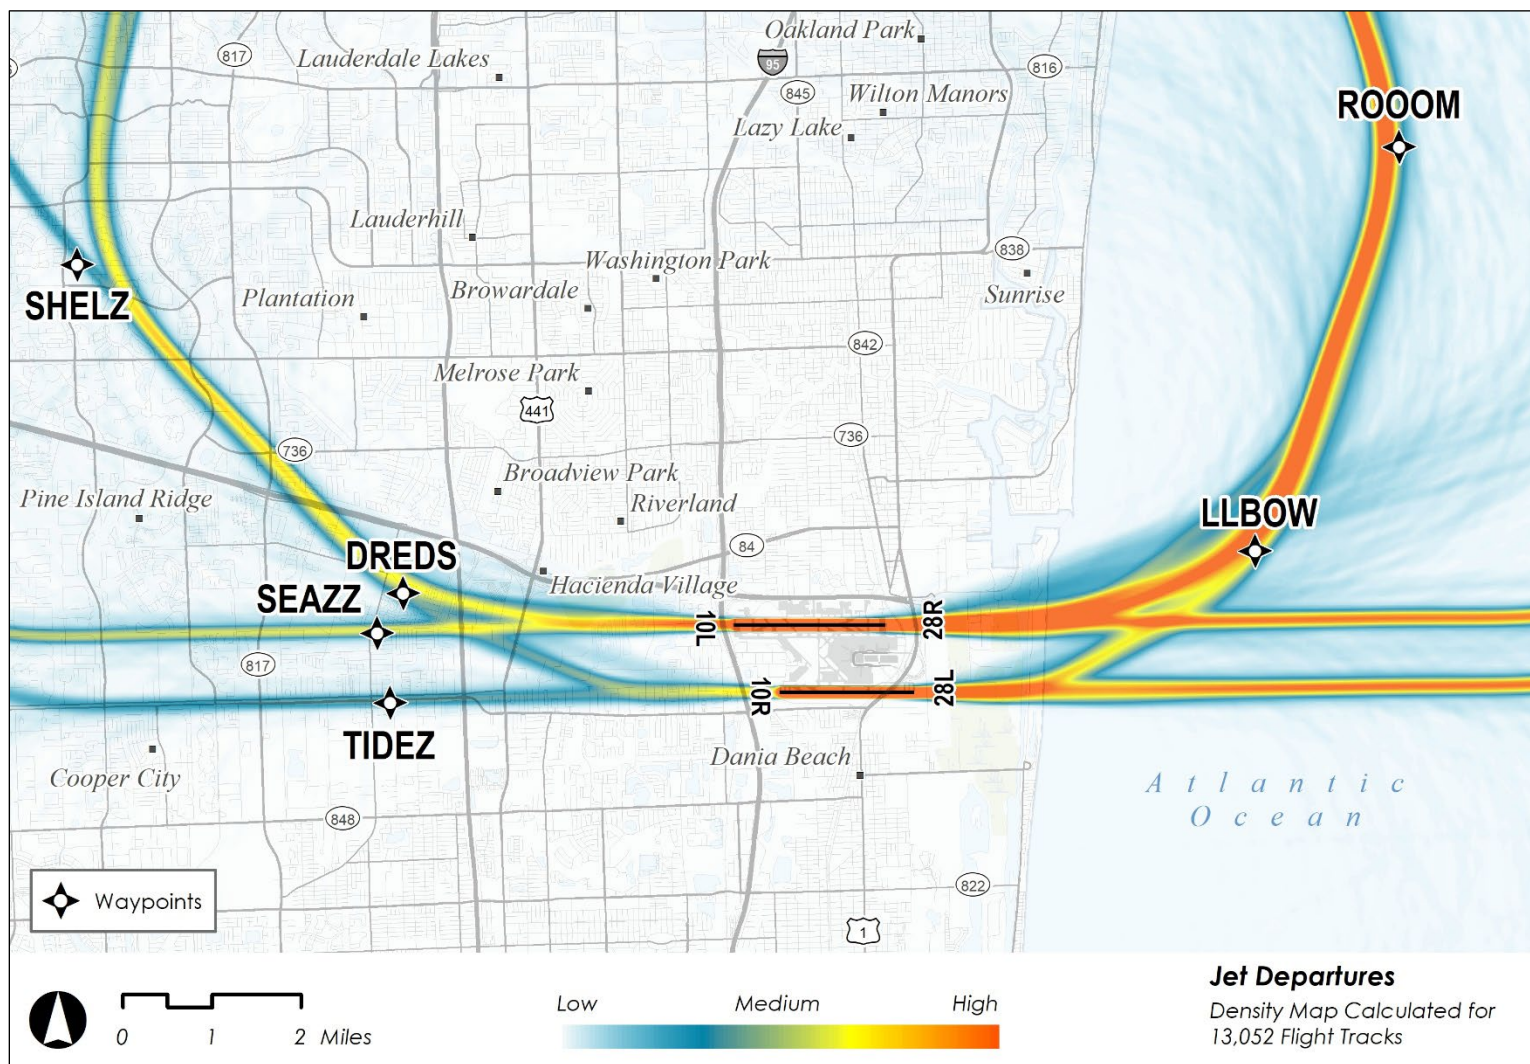 Oakland Park
817
Lauderdale Lakes
95
816
845
Wilton Manors
ROOOM
Lazy Lake
Lauderhill
838
Washington Park
SHELZ
Plantation
Browardale
Sunrise
842
Melrose Park
441
736
736
Broadview Park
Pine Island Ridge
Riverland
LLBOW
84
DREDS
Hacienda Village
SEAZZ
10L
28R
817
10R
28L
TIDEZ
Dania Beach
Cooper City
Atlantic
Ocean
848
822
Waypoints
1
Jet Departures
Low Medium High
Density Map Calculated for
13,052 Flight Tracks
0 1 2 Miles